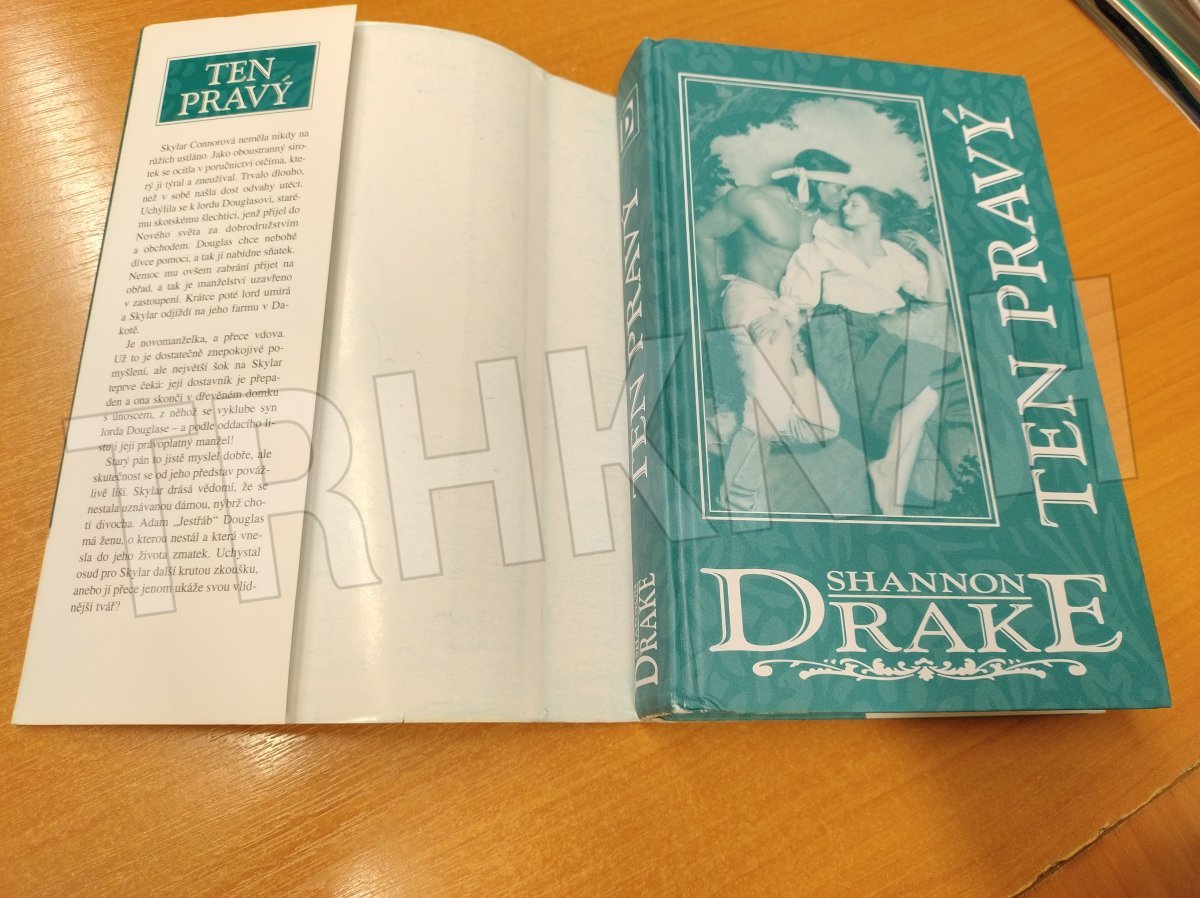 TEN
PRAVÝ
Skylar Connorová neměla nikdy na
růžích ustláno. Jako oboustranný siro-
tek se ocitla v poručnictví otčíma, kte-
rý ji týral a zneužíval. Trvalo dlouho,
než v sobě našla dost odvahy utéct.
Uchýlila se k lordu Douglasovi, staré-
mu skotskému šlechtici, jenž přijel do
Nového světa za dobrodružstvím
a obchodem. Douglas chce nebohé
dívce pomoci, a tak jí nabídne sňatek.
Nemoc mu ovšem zabrání přijet na
obřad, a tak je manželství uzavřeno
v zastoupení. Krátce poté lord umírá
a Skylar odjíždí na jeho farmu v Da-
kotě.
Je novomanželka, a přece vdova.
Už to je dostatečně znepokojivé po-
myšlení, ale největší šok na Skylar
teprve čeká: její dostavník je přepa-
den a ona skončí v dřevěném domku
s únoscem, z něhož se vyklube syn
lorda Douglase – a podle oddacího li-
stu i její právoplatný manžel!
Starý pán to jistě myslel dobře, ale
skutečnost se od jeho představ pováž-
livě liší. Skylar drásá vědomí, že se
nestala uznávanou dámou, nýbrž cho-
tí divocha. Adam „Jestřáb“ Douglas
má ženu, o kterou nestál a která vne-
sla do jeho života zmatek. Uchystal
osud pro Skylar další krutou zkoušku,
anebo jí přece jenom ukáže svou vlíd-
nější tvář?
TEN PRAVÝ
SHANNON
DRAKE
TEN PRAVÝ
SHANNON
DRAKE